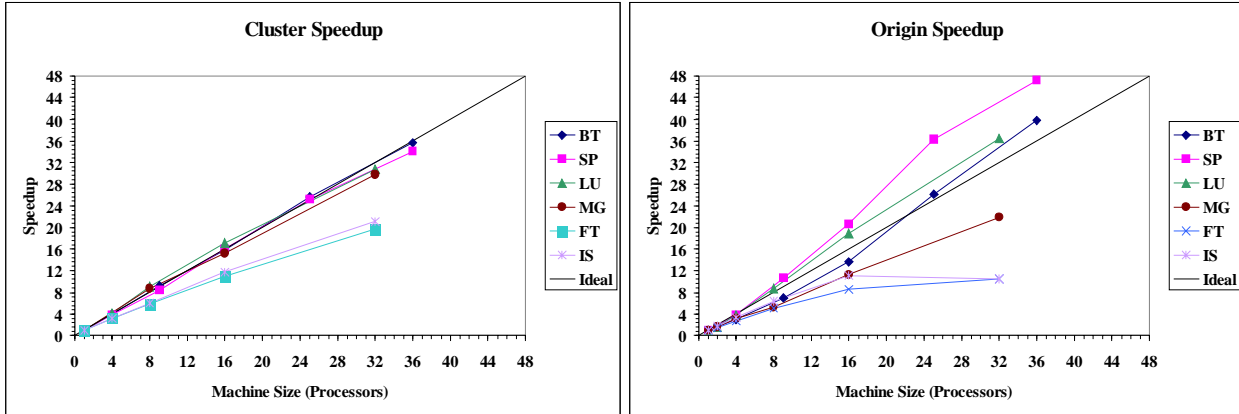 Cluster Speedup
Speedup
48
44
40
36
32
28
24
20
16
12
8
4
0
0 4 8 12 16 20 24 28 32 36 40 44 48
Machine Size (Processors)
BT
SP
LU
MG
FT
IS
Ideal
Origin Speedup
Speedup
48
44
40
36
32
28
24
20
16
12
8
4
0
0 4 8 12 16 20 24 28 32 36 40 44 48
Machine Size (Processors)
BT
SP
LU
MG
FT
IS
Ideal